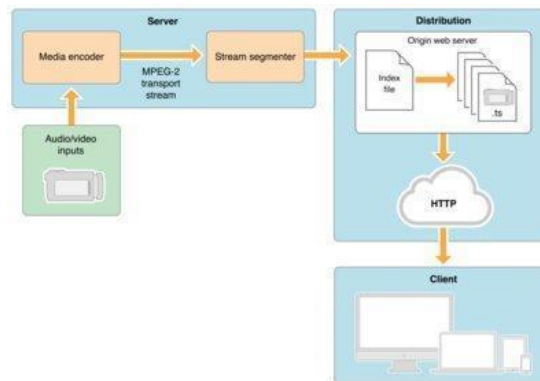 Server
Media encoder
MPEG-2
transport
stream
Stream segmenter
Audio/video
inputs
Distribution
Origin web server
Index
file
.ts
HTTP
Client